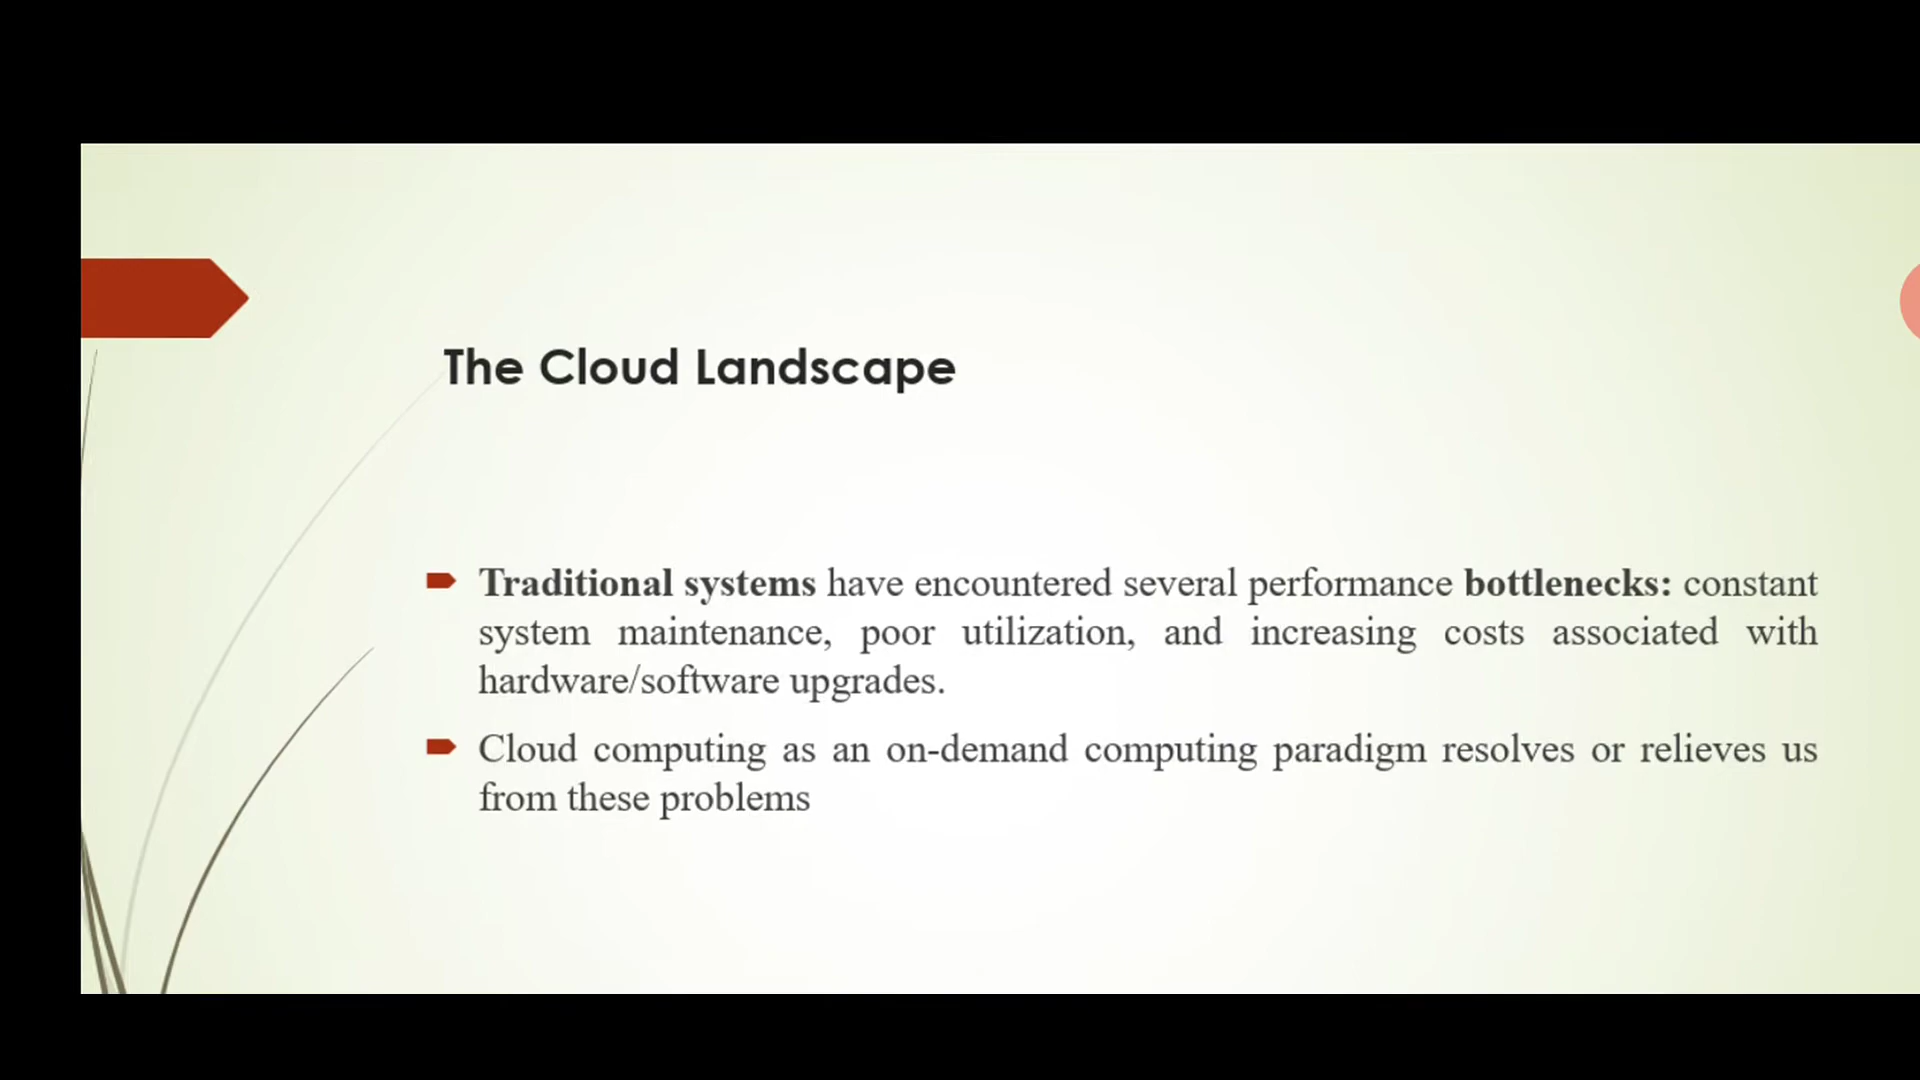 The Cloud Landscape
Traditional systems have encountered several performance bottlenecks: constant
system maintenance, poor utilization, and increasing costs associated with
hardware/software upgrades.
Cloud computing as an on-demand computing paradigm resolves or relieves us
from these problems